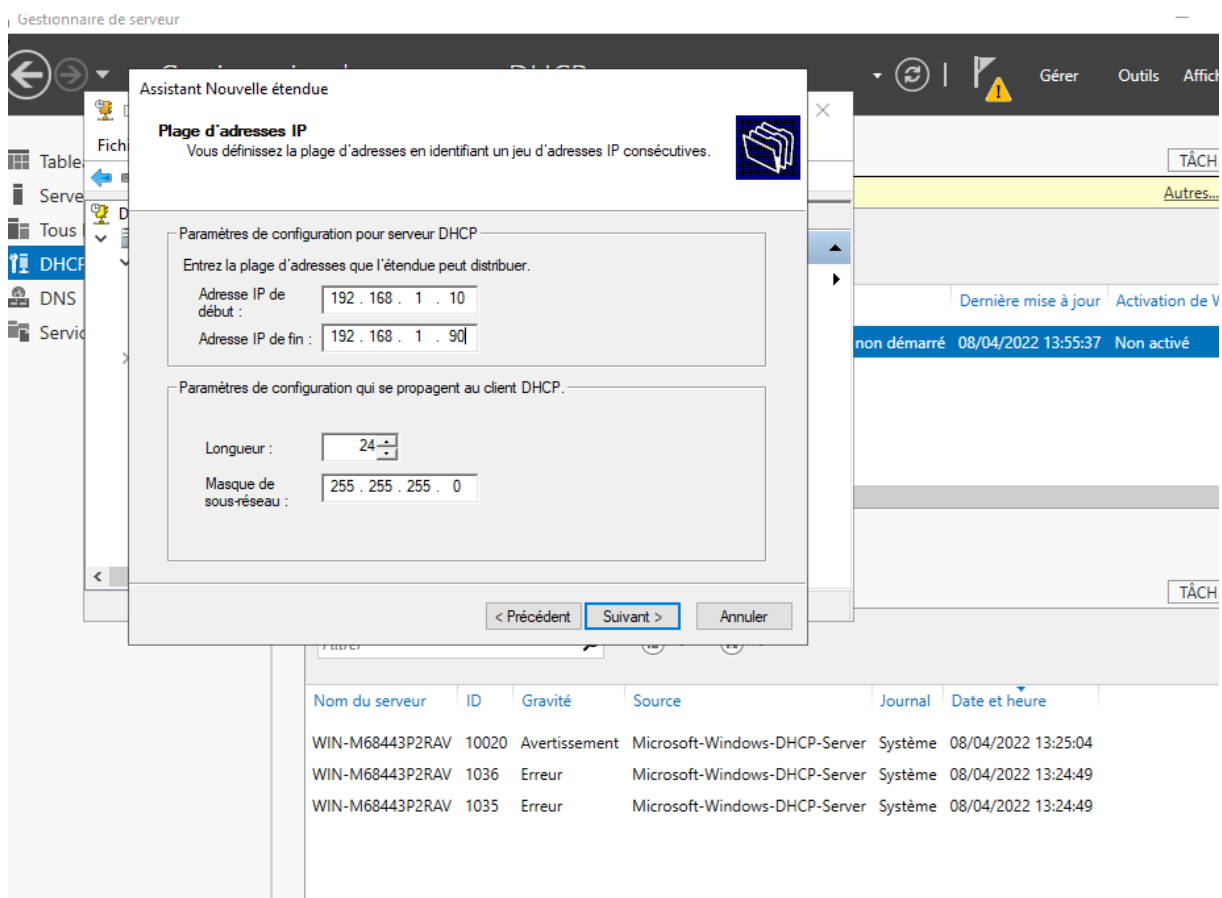 Gestionnaire de serveur
Gérer Outils Affich
Assistant Nouvelle étendue
Plage d'adresses IP
Vous définissez la plage d'adresses en identifiant un jeu d'adresses IP consécutives.
Fichi
Table
Serve
Tous
DHCP
DNS
Servic
D
TÂCH
Autres...
Paramètres de configuration pour serveur DHCP
Entrez la plage d'adresses que l'étendue peut distribuer.
Adresse IP de
début :
192 . 168 . 1 . 10
Adresse IP de fin :
192 . 168 . 1 . 90
Dernière mise à jour Activation de W
non démarré 08/04/2022 13:55:37 Non activé
Paramètres de configuration qui se propagent au client DHCP.
Longueur :
24
Masque de
sous-réseau :
255 . 255 . 255 . 0
TÂCH
< Précédent Suivant > Annuler
Nom du serveur ID Gravité Source Journal Date et heure
WIN-M68443P2RAV 10020 Avertissement Microsoft-Windows-DHCP-Server Système 08/04/2022 13:25:04
WIN-M68443P2RAV 1036 Erreur Microsoft-Windows-DHCP-Server Système 08/04/2022 13:24:49
WIN-M68443P2RAV 1035 Erreur Microsoft-Windows-DHCP-Server Système 08/04/2022 13:24:49